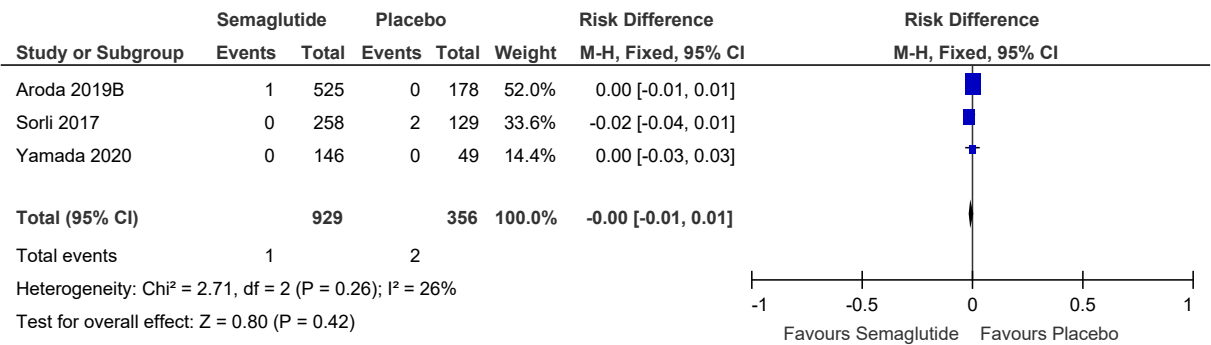 Semaglutide Placebo Risk Difference Risk Difference
Study or Subgroup Events Total Events Total Weight M-H, Fixed, 95% CI M-H, Fixed, 95% CI
Aroda 2019B 1 525 0 178 52.0% 0.00 [-0.01, 0.01]
Sorli 2017 0 258 2 129 33.6% -0.02 [-0.04, 0.01]
Yamada 2020 0 146 0 49 14.4% 0.00 [-0.03, 0.03]
Total (95% CI) 929 356 100.0% -0.00 [-0.01, 0.01]
Total events 1 2
Heterogeneity: Chi² = 2.71, df = 2 (P = 0.26); I² = 26%
Test for overall effect: Z = 0.80 (P = 0.42)
-1 -0.5 0 0.5 1
Favours Semaglutide Favours Placebo